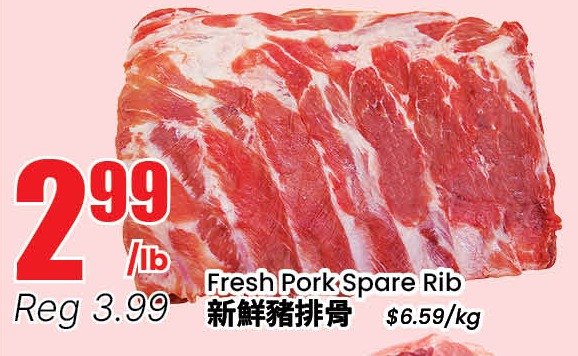 2.99
/lb
Reg 3.99
Fresh Pork Spare Rib
新鮮豬排骨 $6.59/kg